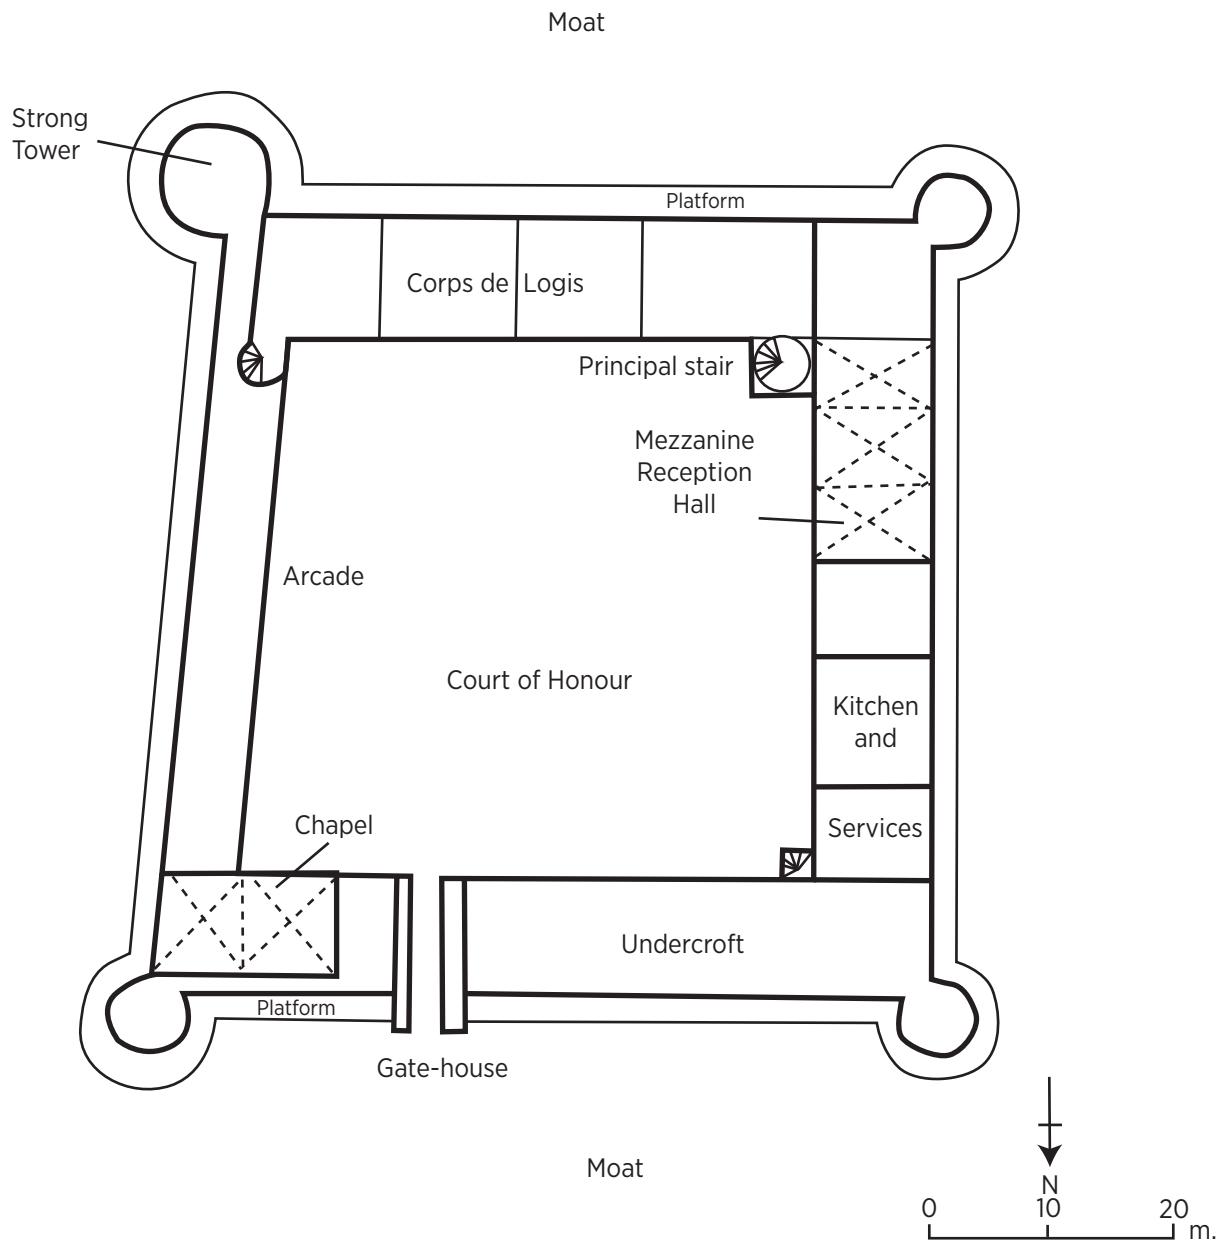 Moat
Strong
Tower
Platform
Corps de Logis
Principal stair
Mezzanine
Reception
Hall
Arcade
Court of Honour
Kitchen
and
Services
Chapel
Undercroft
Platform
Gate-house
Moat
N
0 10 20
m.